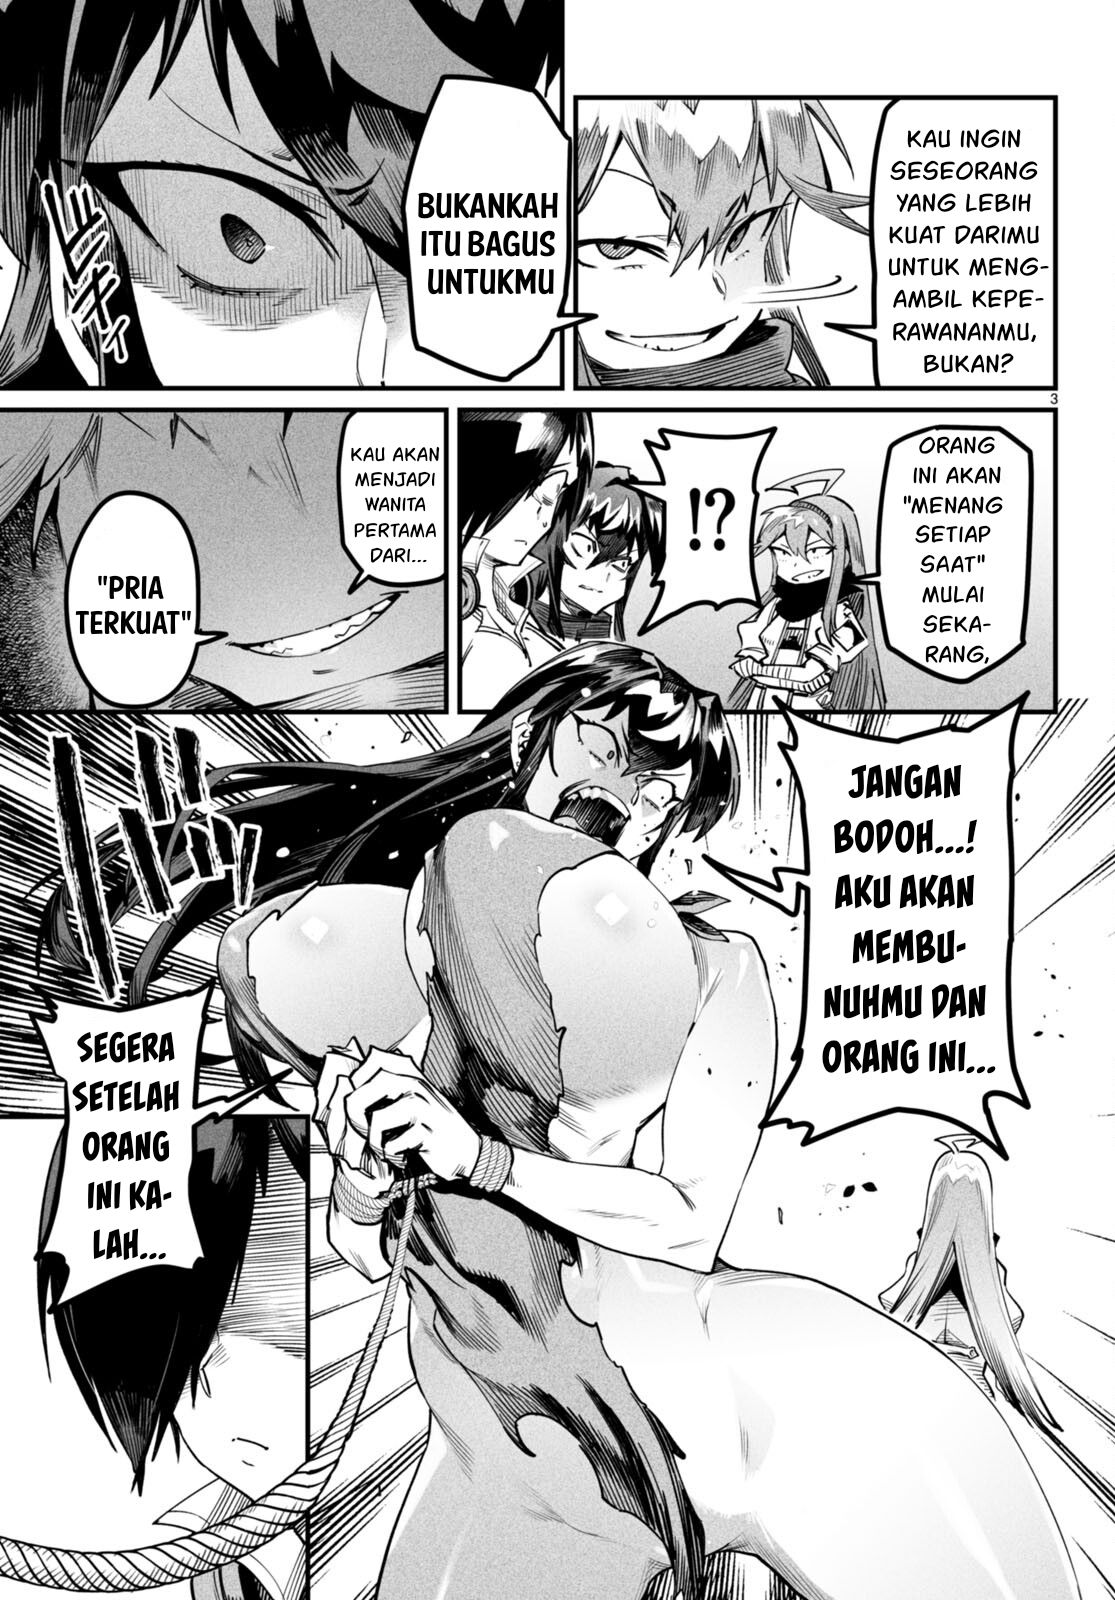 KAU INGIN
SESEORANG
YANG LEBIH
KUAT DARIMU
UNTUK MENG-
AMBIL KEPE-
RAWANANMU,
BUKAN?
BUKANKAH
ITU BAGUS
UNTUKMU
3
ORANG
INI AKAN
"MENANG
SETIAP
SAAT"
MULAI
SEKA-
RANG,
!?
KAU AKAN
MENJADI
WANITA
PERTAMA
DARI...
"PRIA
TERKUAT"
JANGAN
BODOH...!
AKU AKAN
MEMBU-
NUHMU DAN
ORANG INI...
SEGERA
SETELAH
ORANG
INI KA-
LAH...